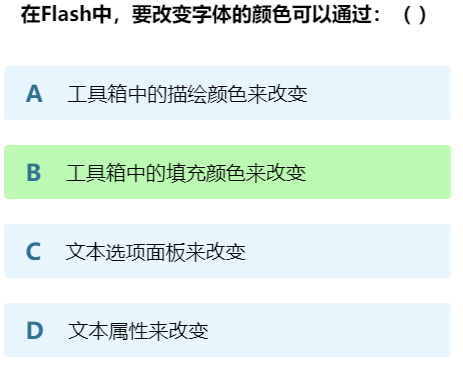 在Flash中，要改变字体的颜色可以通过：（ ）
A 工具箱中的描绘颜色来改变
B 工具箱中的填充颜色来改变
C 文本选项面板来改变
D 文本属性来改变